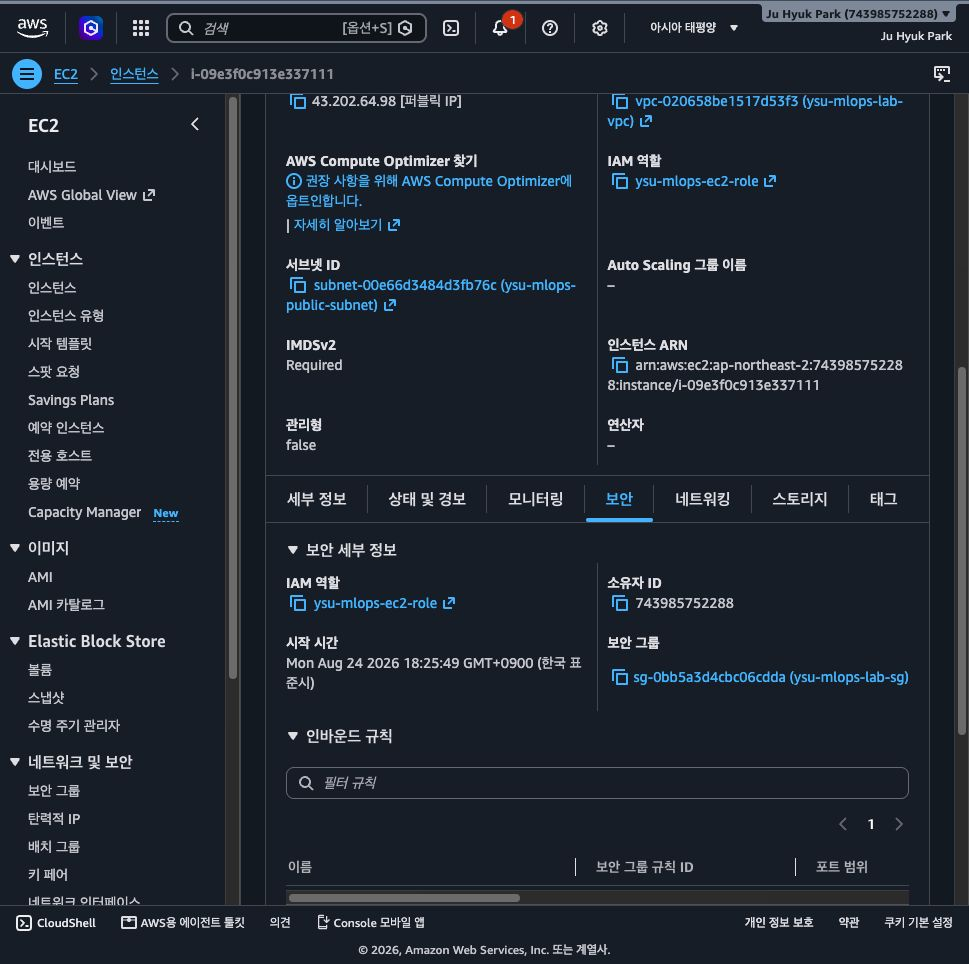 aws
검색
[옵션+S]
1
아시아 태평양
Ju Hyuk Park (743985752288)
Ju Hyuk Park
EC2
인스턴스
i-09e3f0c913e337111
EC2
대시보드
AWS Global View
이벤트
인스턴스
인스턴스
인스턴스 유형
시작 템플릿
스팟 요청
Savings Plans
예약 인스턴스
전용 호스트
용량 예약
Capacity Manager New
이미지
AMI
AMI 카탈로그
Elastic Block Store
볼륨
스냅샷
수명 주기 관리자
네트워크 및 보안
보안 그룹
탄력적 IP
배치 그룹
키 페어
네트워크 인터페이스
43.202.64.98 [퍼블릭 IP]
vpc-020658be1517d53f3 (ysu-mlops-lab-
vpc)
AWS Compute Optimizer 찾기
권장 사항을 위해 AWS Compute Optimizer에
옵트인합니다.
| 자세히 알아보기
IAM 역할
ysu-mlops-ec2-role
서브넷 ID
subnet-00e66d3484d3fb76c (ysu-mlops-
public-subnet)
Auto Scaling 그룹 이름
–
IMDSv2
Required
인스턴스 ARN
arn:aws:ec2:ap-northeast-2:74398575228
8:instance/i-09e3f0c913e337111
관리형
false
연산자
–
세부 정보
상태 및 경보
모니터링
보안
네트워킹
스토리지
태그
보안 세부 정보
IAM 역할
ysu-mlops-ec2-role
소유자 ID
743985752288
시작 시간
Mon Aug 24 2026 18:25:49 GMT+0900 (한국 표
준시)
보안 그룹
sg-0bb5a3d4cbc06cdda (ysu-mlops-lab-sg)
인바운드 규칙
필터 규칙
1
이름
보안 그룹 규칙 ID
포트 범위
CloudShell
AWS용 에이전트 툴킷
의견
Console 모바일 앱
개인 정보 보호
약관
쿠키 기본 설정
© 2026, Amazon Web Services, Inc. 또는 계열사.